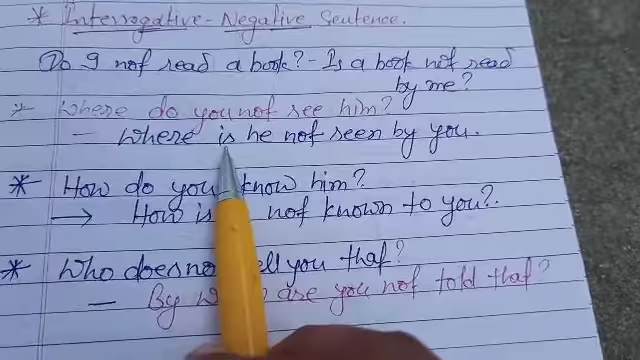 * Interrogative-Negative Sentence.
Do I not read a book? - Is a book not read
by me?
* Where do you not see him?
- Where is he not seen by you.
* How do you know him?
→ How is not known to you?
* Who does not tell you that?
- By are you not told that?